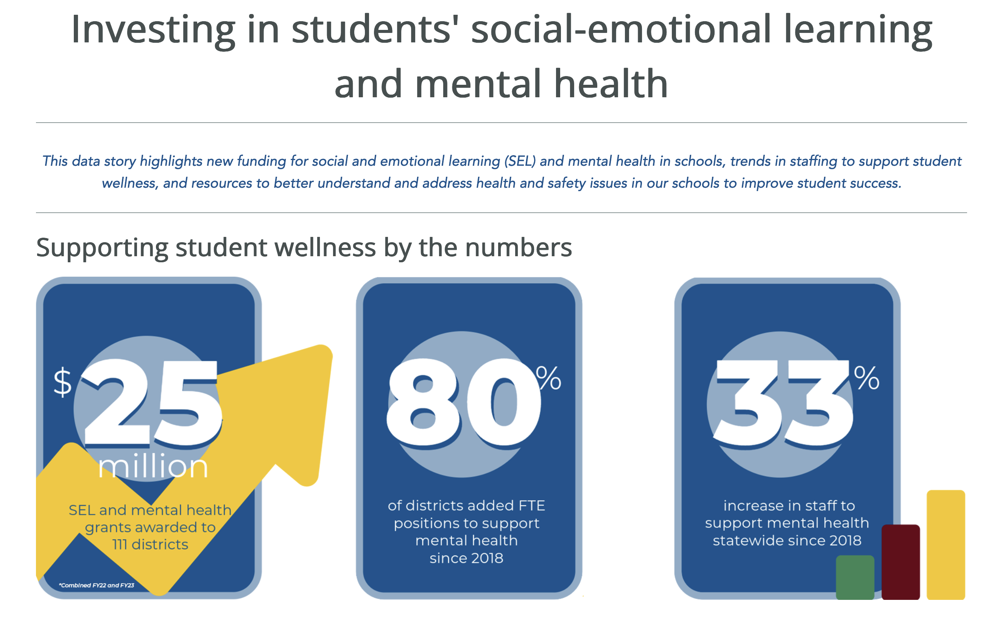 Investing in students' social-emotional learning
and mental health
This data story highlights new funding for social and emotional learning (SEL) and mental health in schools, trends in staffing to support student
wellness, and resources to better understand and address health and safety issues in our schools to improve student success.
Supporting student wellness by the numbers
$25
million
SEL and mental health
grants awarded to
111 districts
*Combined FY22 and FY23
80%
of districts added FTE
positions to support
mental health
since 2018
33%
increase in staff to
support mental health
statewide since 2018